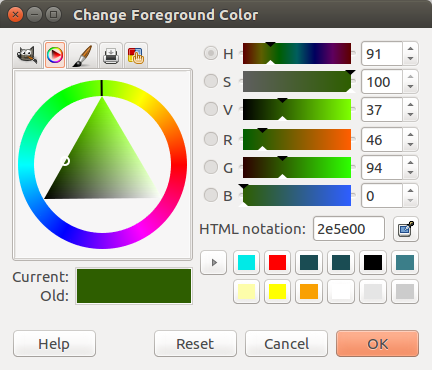 Change Foreground Color
H 91
S 100
V 37
R 46
G 94
B 0
HTML notation: 2e5e00
Current:
Old:
Help Reset Cancel OK